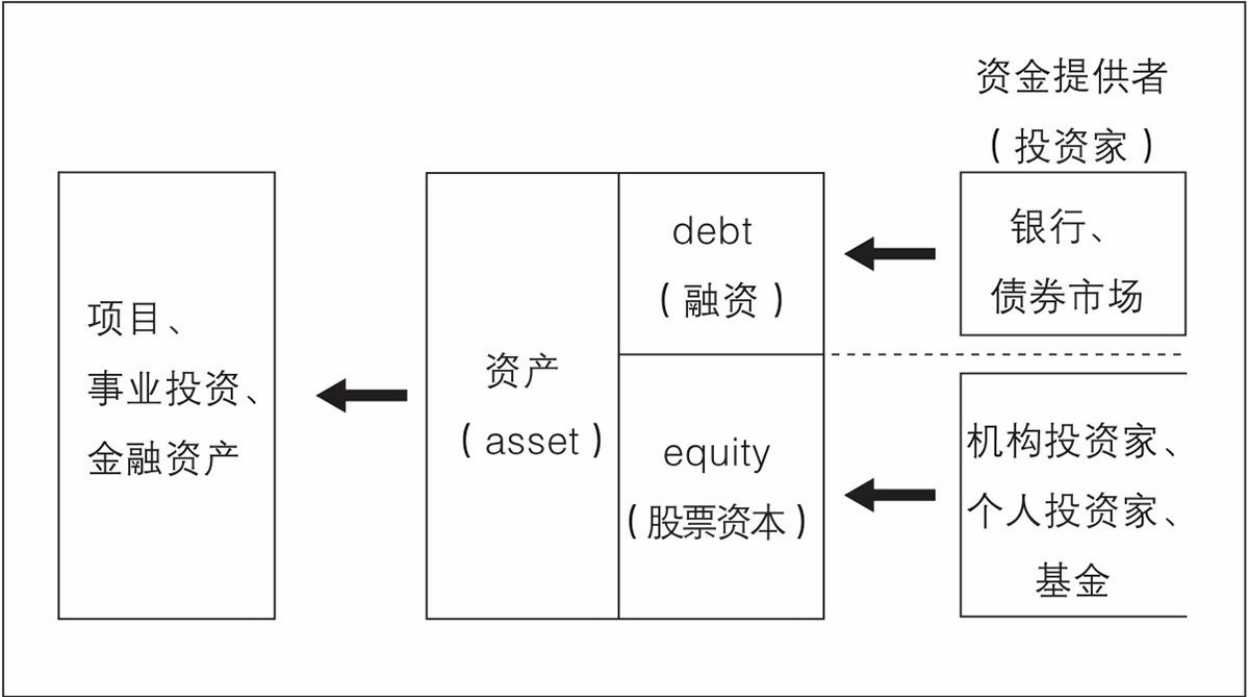 资金提供者
（投资家）
项目、
事业投资、
金融资产
资产
（asset）
debt
（融资）
equity
（股票资本）
银行、
债券市场
机构投资家、
个人投资家、
基金